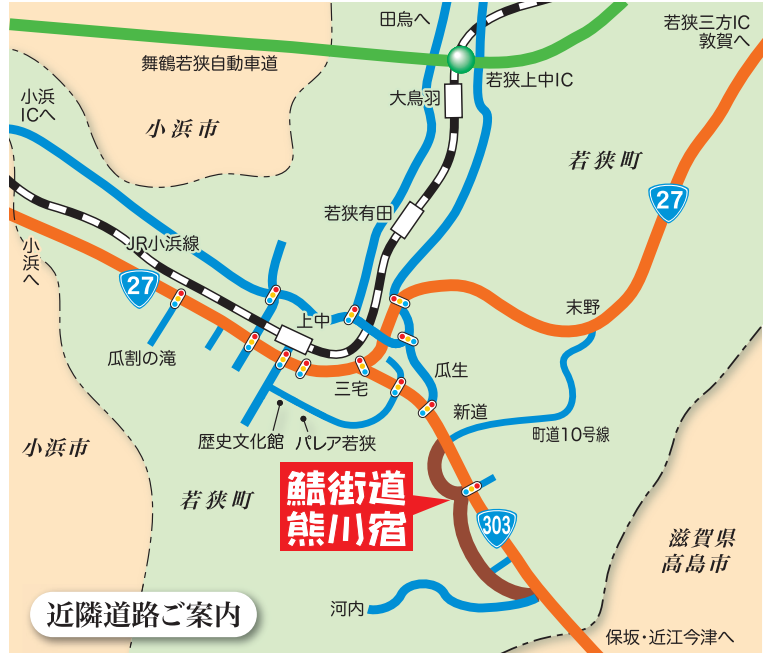 田烏へ
若狭三方IC
敦賀へ
舞鶴若狭自動車道
若狭上中IC
小浜
ICへ
大鳥羽
小浜市
若狭町
27
若狭有田
JR小浜線
小浜へ
27
末野
上中
瓜割の滝
三宅
瓜生
新道
町道10号線
歴史文化館
パレア若狭
小浜市
若狭町
鯖街道
熊川宿
303
滋賀県
高島市
近隣道路ご案内
河内
保坂・近江今津へ